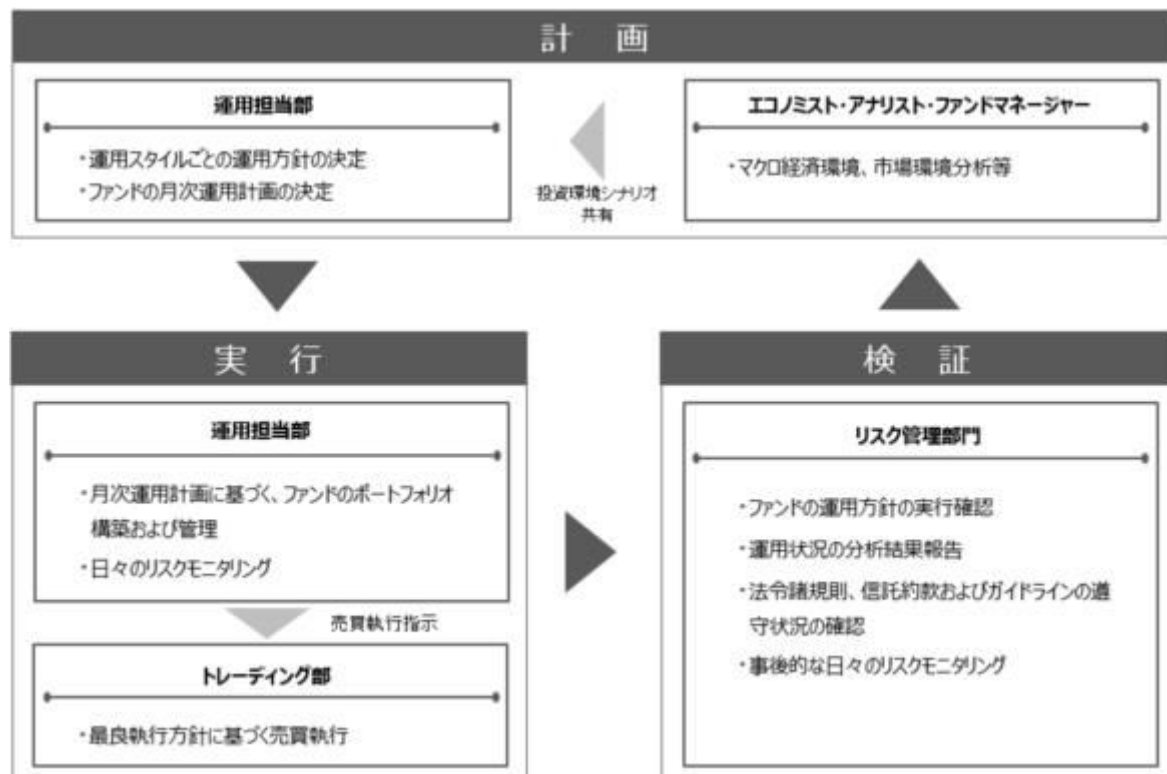 計 画
運用担当部
・運用スタイルごとの運用方針の決定
・ファンドの月次運用計画の決定
投資環境シナリオ
共有
エコノミスト・アナリスト・ファンドマネージャー
・マクロ経済環境、市場環境分析等
実 行
運用担当部
・月次運用計画に基づく、ファンドのポートフォリオ
構築および管理
・日々のリスクモニタリング
売買執行指示
トレーディング部
・最良執行方針に基づく売買執行
検 証
リスク管理部門
・ファンドの運用方針の実行確認
・運用状況の分析結果報告
・法令諸規則、信託約款およびガイドラインの遵
守状況の確認
・事後的な日々のリスクモニタリング